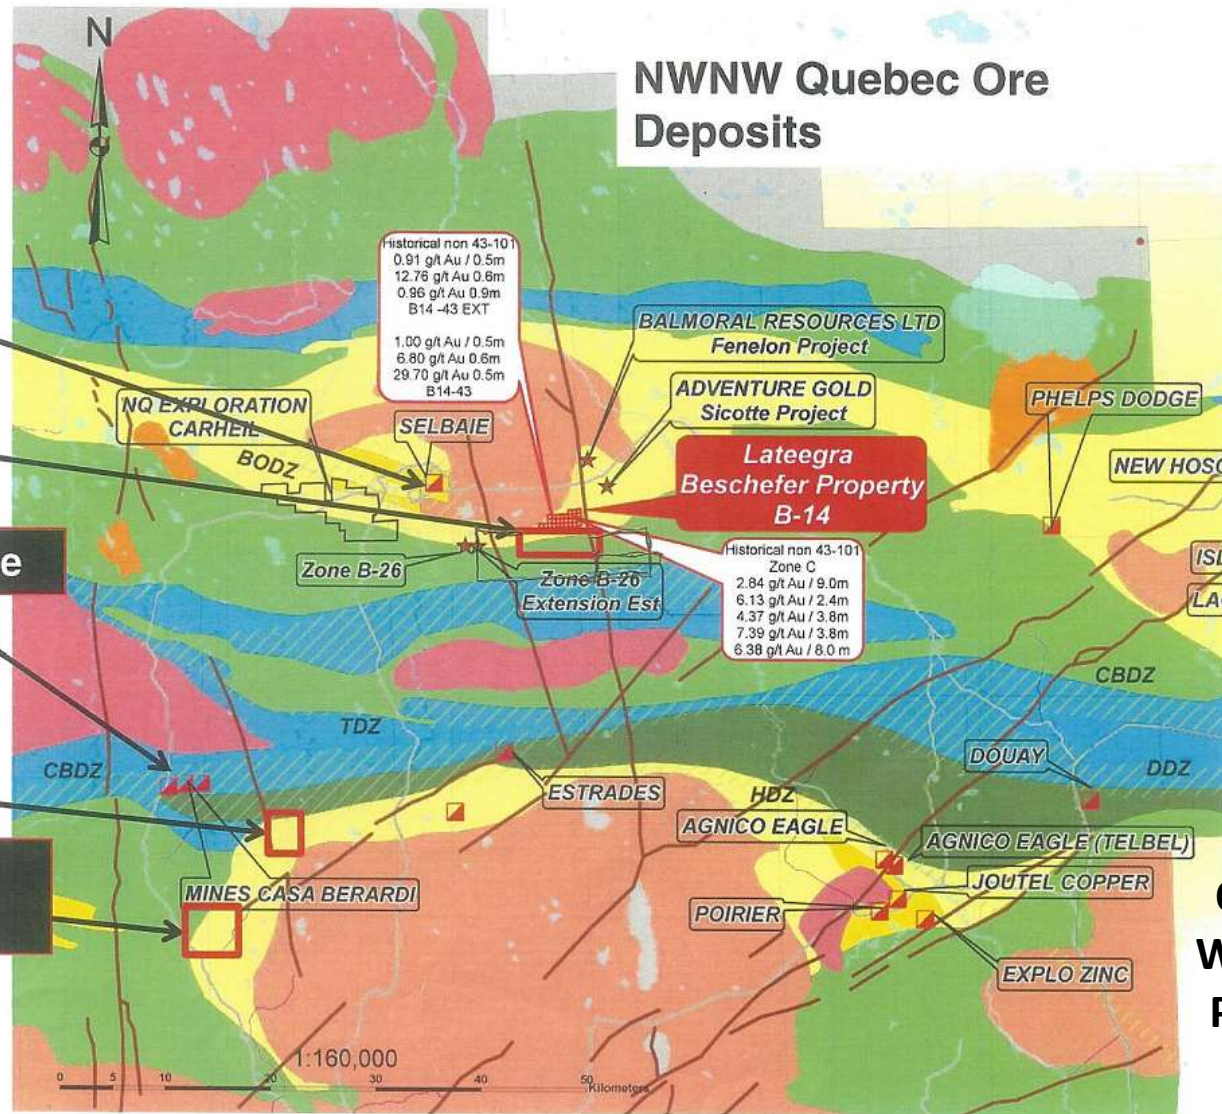 N
NWNW Quebec Ore
Deposits
Historical non 43-101
0.91 g/t Au / 0.5m
12.76 g/t Au 0.6m
0.96 g/t Au 0.9m
B14 -43 EXT
1.00 g/t Au / 0.5m
6.80 g/t Au 0.6m
29.70 g/t Au 0.5m
B14-43
BALMORAL RESOURCES LTD
Fenelon Project
ADVENTURE GOLD
Sicotte Project
PHELPS DODGE
NQ EXPLORATION
CARHEIL
SELBAIE
BODZ
Lateegra
Beschefer Property
B-14
NEW HOSC
Zone B-26
Zone B-26
Extension Est
Historical non 43-101
Zone C
2.84 g/t Au / 9.0m
6.13 g/t Au / 2.4m
4.37 g/t Au / 3.8m
7.39 g/t Au / 3.8m
6.38 g/t Au / 8.0 m
ISL
LAC
e
CBDZ
TDZ
CBDZ
DOUAY
DDZ
ESTRADES
HDZ
AGNICO EAGLE
AGNICO EAGLE (TELBEL)
MINES CASA BERARDI
JOUTEL COPPER
POIRIER
EXPLO ZINC
W
P
1:160,000
0 5 10 20 30 40 50
Kilometers